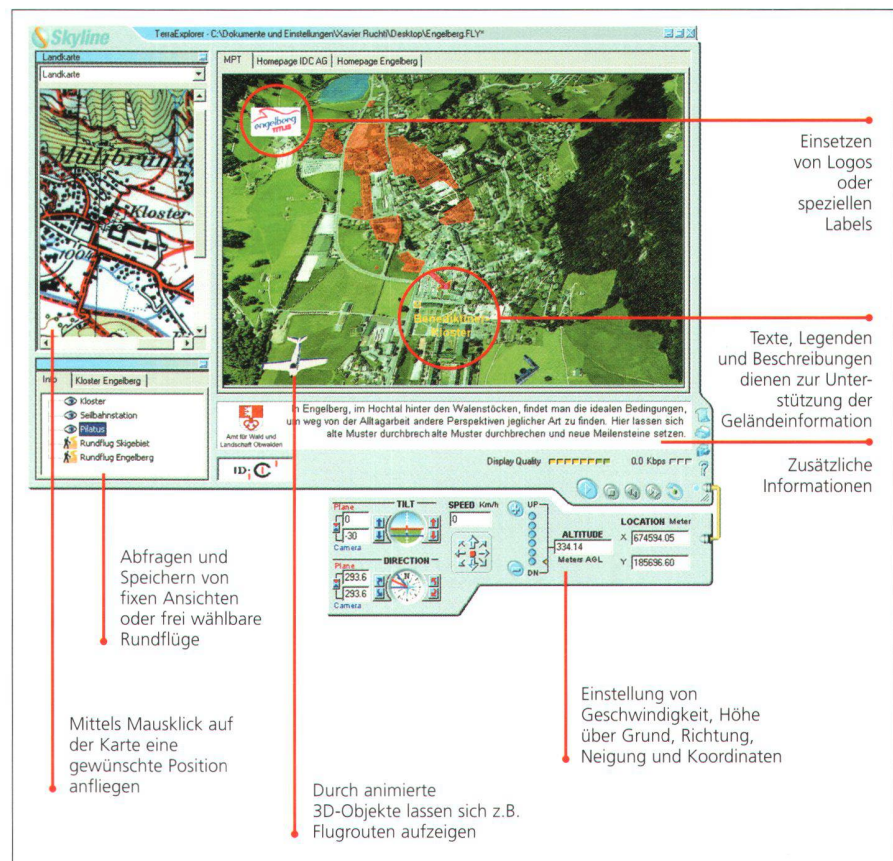 Skyline
TerraExplorer - C:\Dokumente und Einstellungen\Xavier Ruchti\Desktop\Engelberg.FLY*
Landkarte
Landkarte
Mühlbrunn
Kloster
1004
MPT
Homepage IDC AG
Homepage Engelberg
engelberg
TITLIS
Benediktiner
Kloster
Info
Kloster Engelberg
Kloster
Seilbahnstation
Pilatus
Rundflug Skigebiet
Rundflug Engelberg
Amt für Wald und
Landschaft Obwalden
ID·C
In Engelberg, im Hochtal hinter den Walenstöcken, findet man die idealen Bedingungen,
um weg von der Alltagarbeit andere Perspektiven jeglicher Art zu finden. Hier lassen sich
alte Muster durchbrech alte Muster durchbrechen und neue Meilensteine setzen.
Display Quality
0.0 Kbps
Plane
0
-30
Camera
TILT
SPEED Km/h
0
UP
DN
ALTITUDE
334.14
Meters AGL
LOCATION Meter
X 674594.05
Y 185696.60
Plane
293.6
293.6
Camera
DIRECTION
N
Einsetzen
von Logos
oder
speziellen
Labels
Texte, Legenden
und Beschreibungen
dienen zur Unter-
stützung der
Geländeinformation
Zusätzliche
Informationen
Abfragen und
Speichern von
fixen Ansichten
oder frei wählbare
Rundflüge
Mittels Mausklick auf
der Karte eine
gewünschte Position
anfliegen
Durch animierte
3D-Objekte lassen sich z.B.
Flugrouten aufzeigen
Einstellung von
Geschwindigkeit, Höhe
über Grund, Richtung,
Neigung und Koordinaten